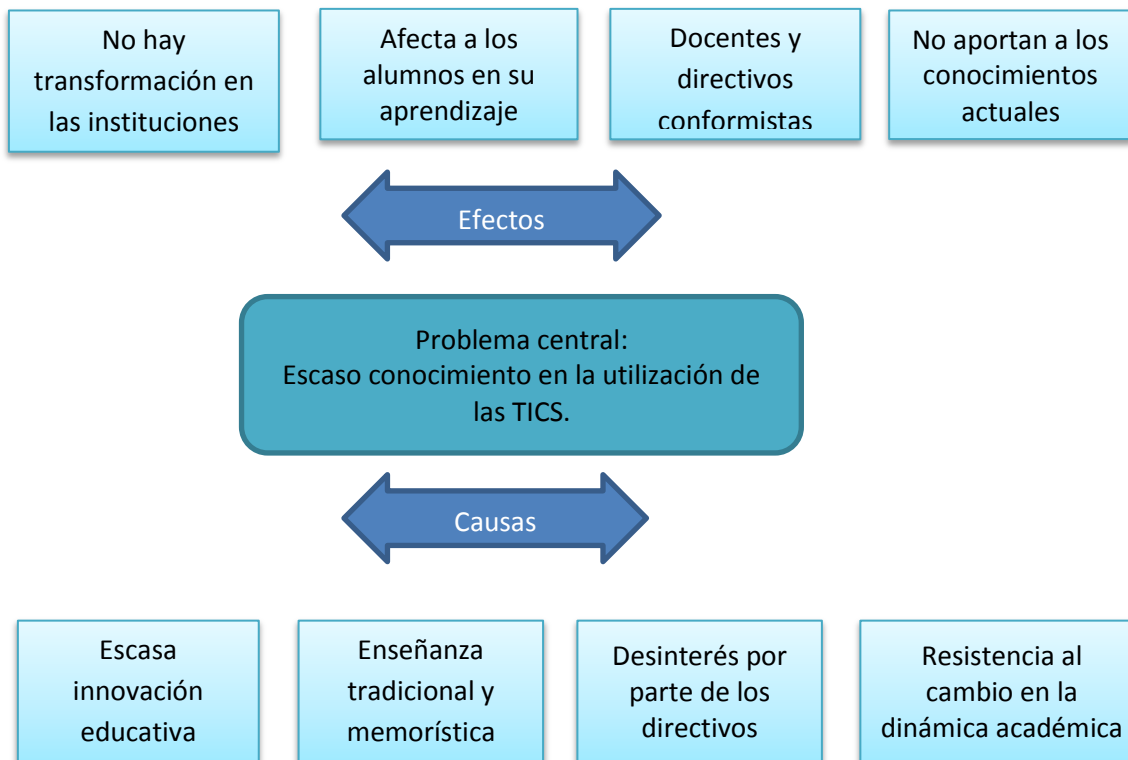 No hay
transformación en
las instituciones
Afecta a los
alumnos en su
aprendizaje
Docentes y
directivos
conformistas
No aportan a los
conocimientos
actuales
Efectos
Problema central:
Escaso conocimiento en la utilización de
las TICS.
Causas
Escasa
innovación
educativa
Enseñanza
tradicional y
memorística
Desinterés por
parte de los
directivos
Resistencia al
cambio en la
dinámica académica